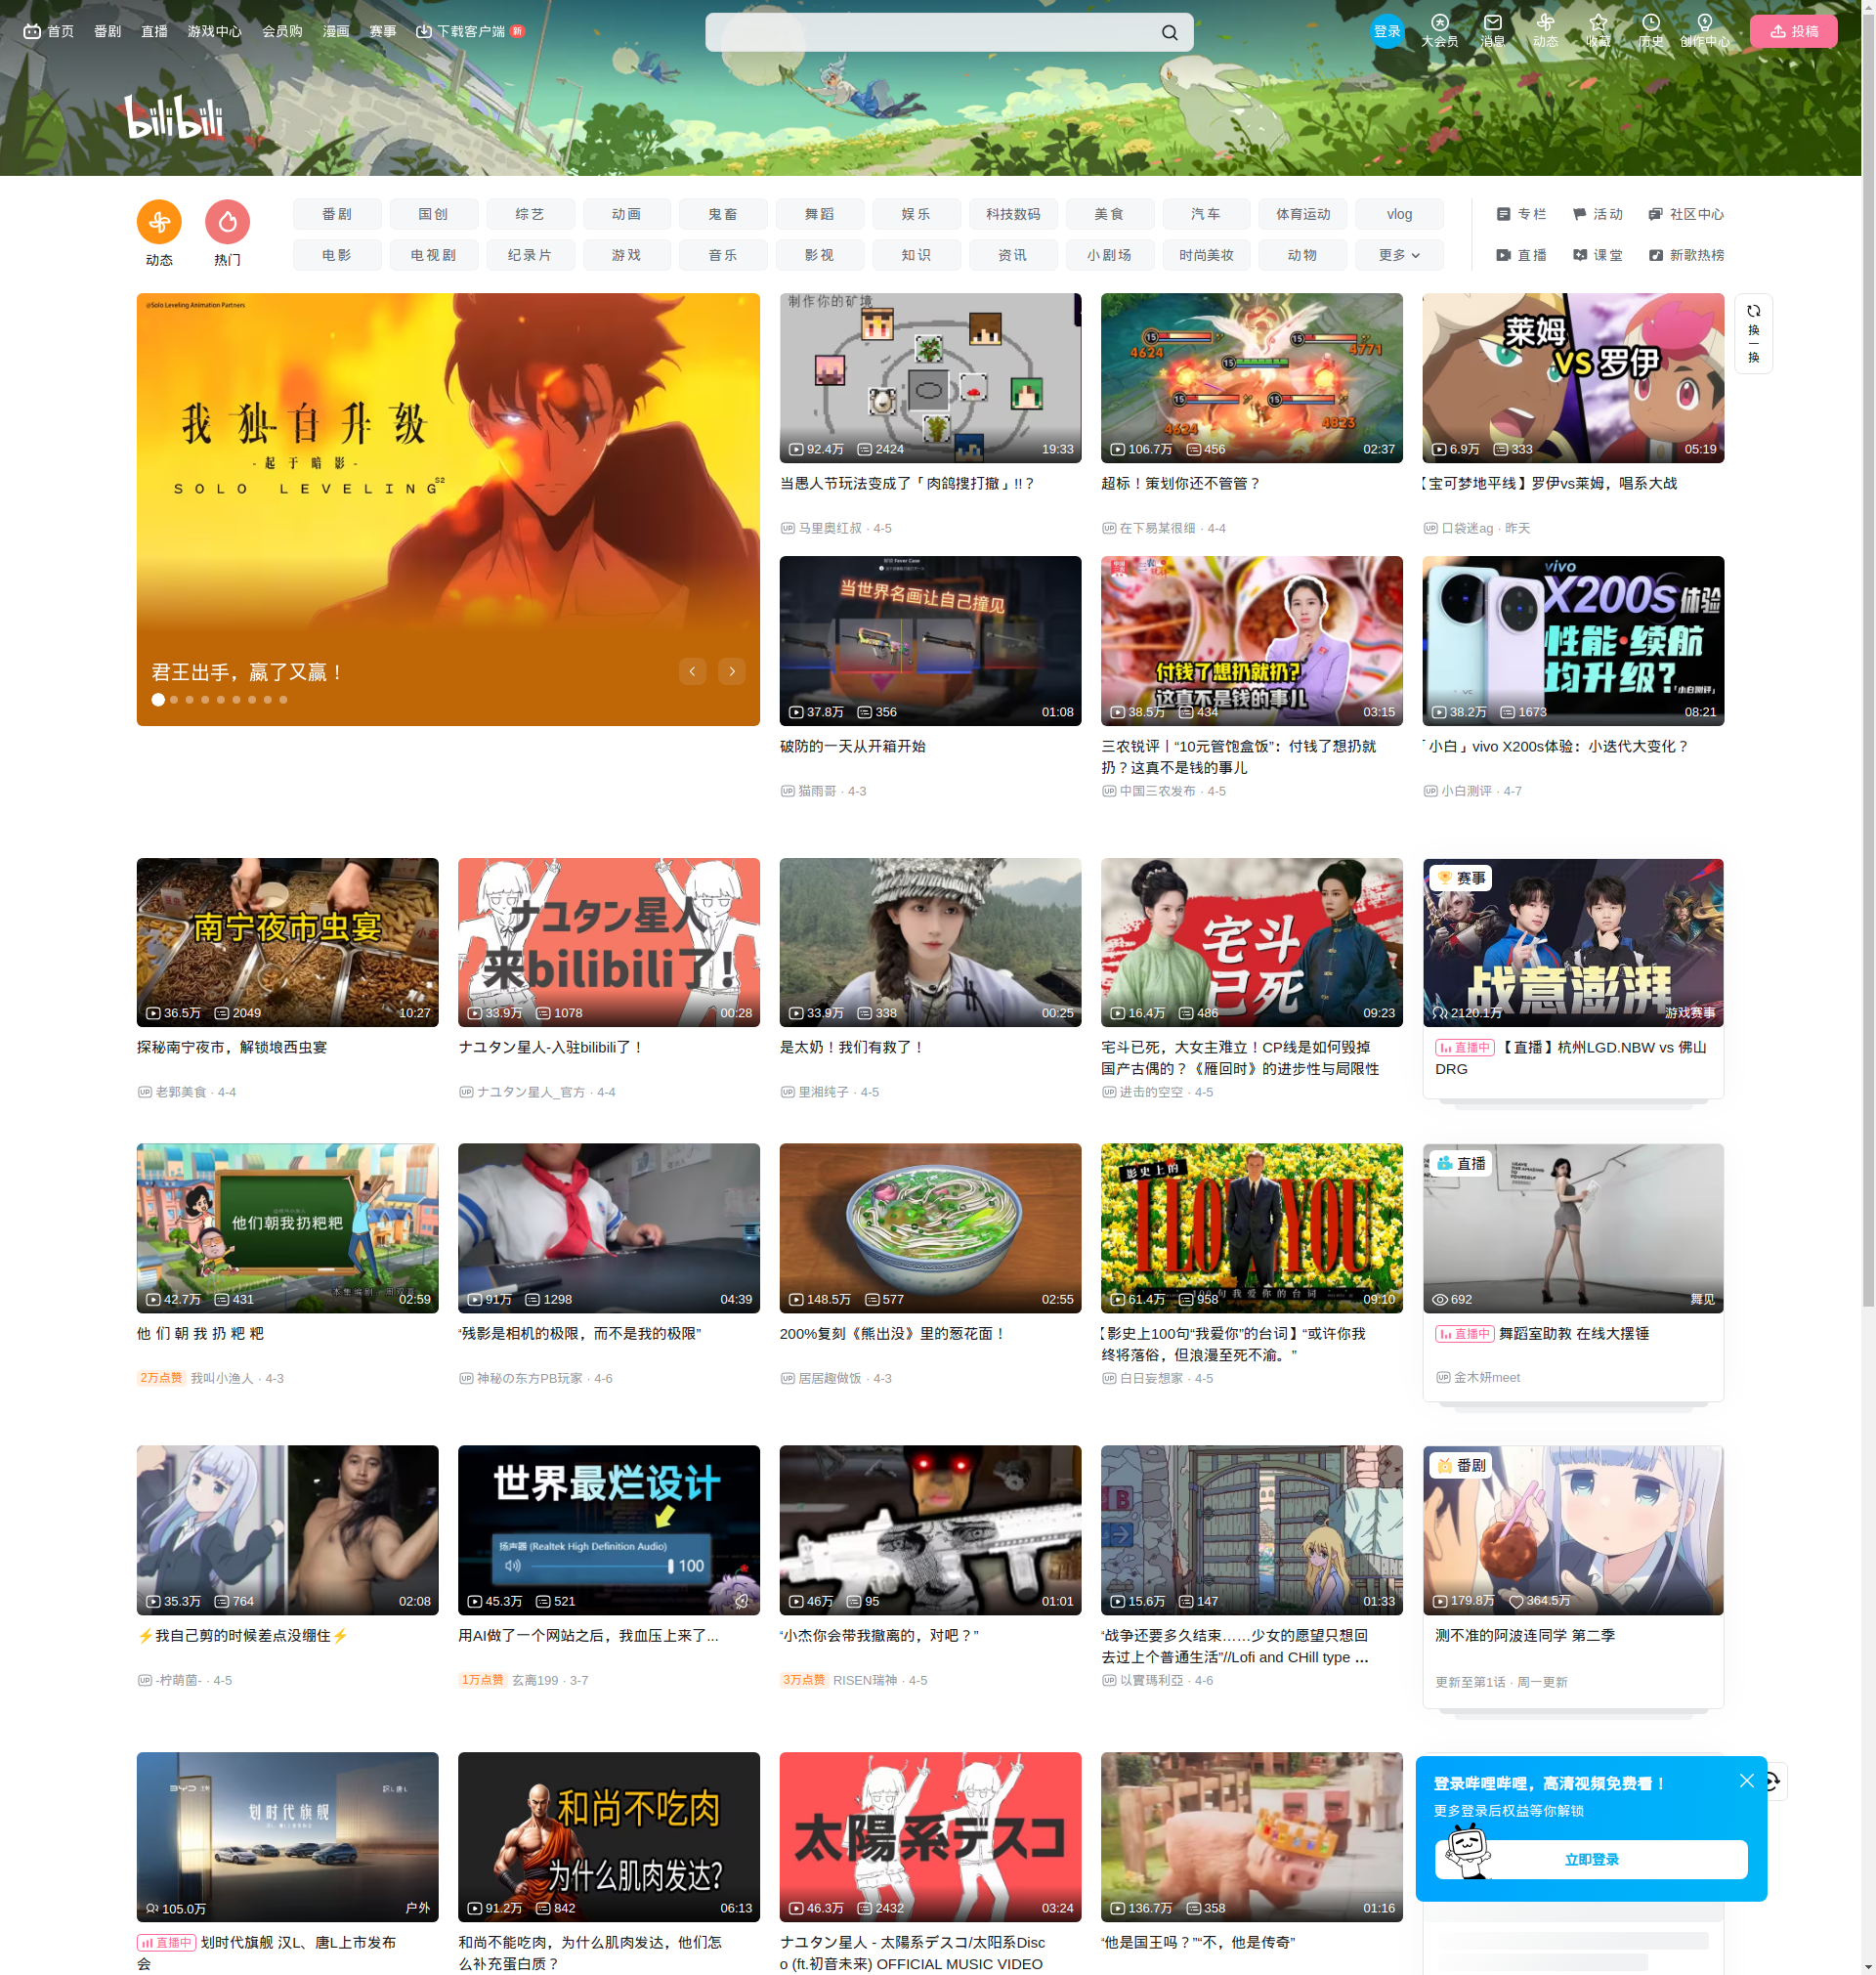 首页 番剧 直播 游戏中心 会员购 漫画 赛事 下载客户端 新
登录 大会员 消息 动态 收藏 历史 创作中心 投稿
bilibili
动态 热门
番剧 国创 综艺 动画 鬼畜 舞蹈 娱乐 科技数码 美食 汽车 体育运动 vlog
电影 电视剧 纪录片 游戏 音乐 影视 知识 资讯 小剧场 时尚美妆 动物 更多
专栏 活动 社区中心
直播 课堂 新歌热榜
换一换
@Solo Leveling Animation Partners
我独自升级
-起于暗影-
SOLO LEVELING S2
君王出手，赢了又赢！
制作你的矿境
92.4万 2424 19:33
当愚人节玩法变成了「肉鸽搜打撤」!!？
马里奥红叔 · 4-5
15 15 15 15 15
4624 4771 4624 4823
106.7万 456 02:37
超标！策划你还不管管？
在下易某很细 · 4-4
莱姆
VS 罗伊
6.9万 333 05:19
【宝可梦地平线】罗伊vs莱姆，唱系大战
口袋迷ag · 昨天
Fever Case
当世界名画让自己撞见
37.8万 356 01:08
破防的一天从开箱开始
猫雨哥 · 4-3
付钱了想扔就扔?
这真不是钱的事儿
38.5万 434 03:15
三农锐评丨“10元管饱盒饭”：付钱了想扔就
扔？这真不是钱的事儿
中国三农发布 · 4-5
vivo
X200s体验
性能·续航
均升级?
「小白测评」
38.2万 1673 08:21
「小白」vivo X200s体验：小迭代大变化？
小白测评 · 4-7
南宁夜市虫宴
36.5万 2049 10:27
探秘南宁夜市，解锁埌西虫宴
老郭美食 · 4-4
ナユタン星人
来bilibili了!
33.9万 1078 00:28
ナユタン星人-入驻bilibili了！
ナユタン星人_官方 · 4-4
33.9万 338 00:25
是太奶！我们有救了！
里湘纯子 · 4-5
宅斗
已死
16.4万 486 09:23
宅斗已死，大女主难立！CP线是如何毁掉
国产古偶的？《雁回时》的进步性与局限性
进击的空空 · 4-5
赛事
战意澎湃
2120.1万 游戏赛事
直播中 【直播】杭州LGD.NBW vs 佛山
DRG
他们朝我扔粑粑
42.7万 431 02:59
他 们 朝 我 扔 粑 粑
2万点赞 我叫小渔人 · 4-3
91万 1298 04:39
“残影是相机的极限，而不是我的极限”
神秘の东方PB玩家 · 4-6
148.5万 577 02:55
200%复刻《熊出没》里的葱花面！
居居趣做饭 · 4-3
影史上的
I LOVE YOU
100句我爱你的台词
61.4万 958 09:10
【影史上100句“我爱你”的台词】“或许你我
终将落俗，但浪漫至死不渝。”
白日妄想家 · 4-5
直播
692 舞见
直播中 舞蹈室助教 在线大摆锤
金木妍meet
35.3万 764 02:08
⚡我自己剪的时候差点没绷住⚡
-柠萌菌- · 4-5
世界最烂设计
扬声器 (Realtek High Definition Audio)
100
45.3万 521
用AI做了一个网站之后，我血压上来了...
1万点赞 玄离199 · 3-7
46万 95 01:01
“小杰你会带我撤离的，对吧？”
3万点赞 RISEN瑞神 · 4-5
B
15.6万 147 01:33
“战争还要多久结束……少女的愿望只想回
去过上个普通生活”//Lofi and CHill type ...
以實瑪利亞 · 4-6
番剧
179.8万 364.5万
测不准的阿波连同学 第二季
更新至第1话 · 周一更新
BYD
划时代旗舰
105.0万 户外
直播中 划时代旗舰 汉L、唐L上市发布
会
和尚不吃肉
为什么肌肉发达?
91.2万 842 06:13
和尚不能吃肉，为什么肌肉发达，他们怎
么补充蛋白质？
太陽系デスコ
46.3万 2432 03:24
ナユタン星人 - 太陽系デスコ/太阳系Disc
o (ft.初音未来) OFFICIAL MUSIC VIDEO
136.7万 358 01:16
“他是国王吗？”“不，他是传奇”
登录哔哩哔哩，高清视频免费看！
更多登录后权益等你解锁
立即登录